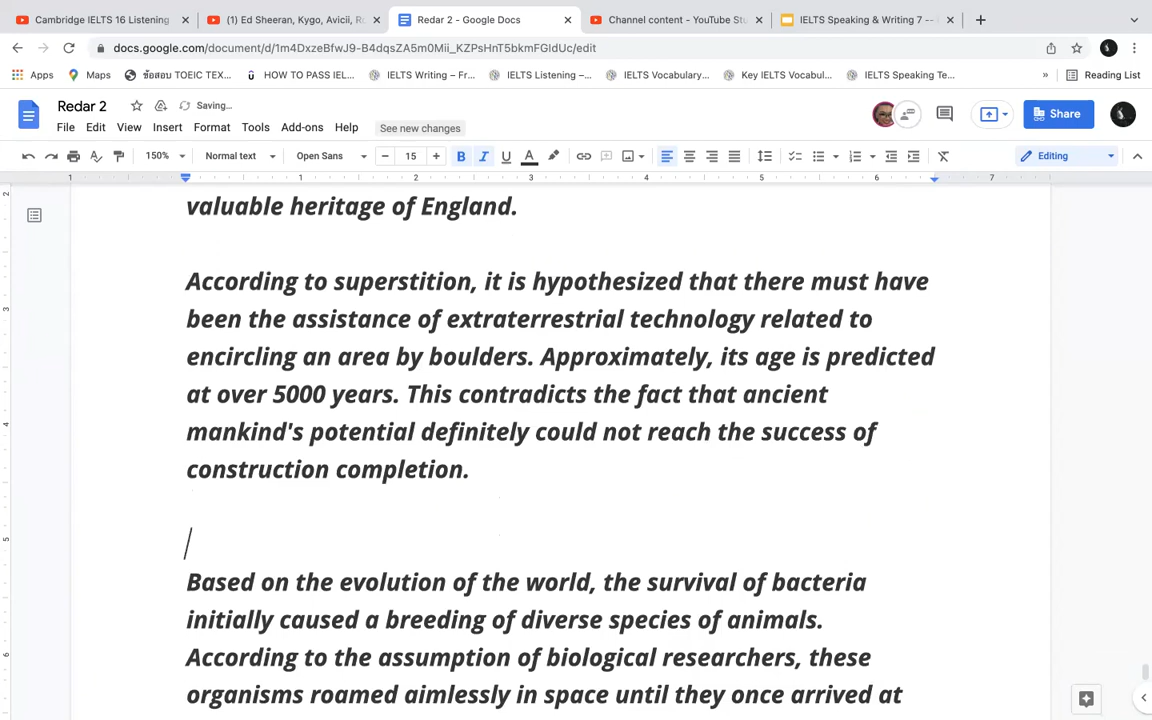 Cambridge IELTS 16 Listening
(1) Ed Sheeran, Kygo, Avicii, R
Redar 2 - Google Docs
Channel content - YouTube Stu
IELTS Speaking & Writing 7 --
docs.google.com/document/d/1m4DxzeBfwJ9-B4dqsZA5m0Mii_KZPsHnT5bkmFGIdUc/edit
Apps
Maps
ข้อสอบ TOEIC TEX...
HOW TO PASS IEL...
IELTS Writing – Fr...
IELTS Listening –...
IELTS Vocabulary...
Key IELTS Vocabul...
IELTS Speaking Te...
»
Reading List
Redar 2
Saving...
File Edit View Insert Format Tools Add-ons Help
See new changes
Share
150%
Normal text
Open Sans
15
Editing
valuable heritage of England.
According to superstition, it is hypothesized that there must have
been the assistance of extraterrestrial technology related to
encircling an area by boulders. Approximately, its age is predicted
at over 5000 years. This contradicts the fact that ancient
mankind's potential definitely could not reach the success of
construction completion.
Based on the evolution of the world, the survival of bacteria
initially caused a breeding of diverse species of animals.
According to the assumption of biological researchers, these
organisms roamed aimlessly in space until they once arrived at